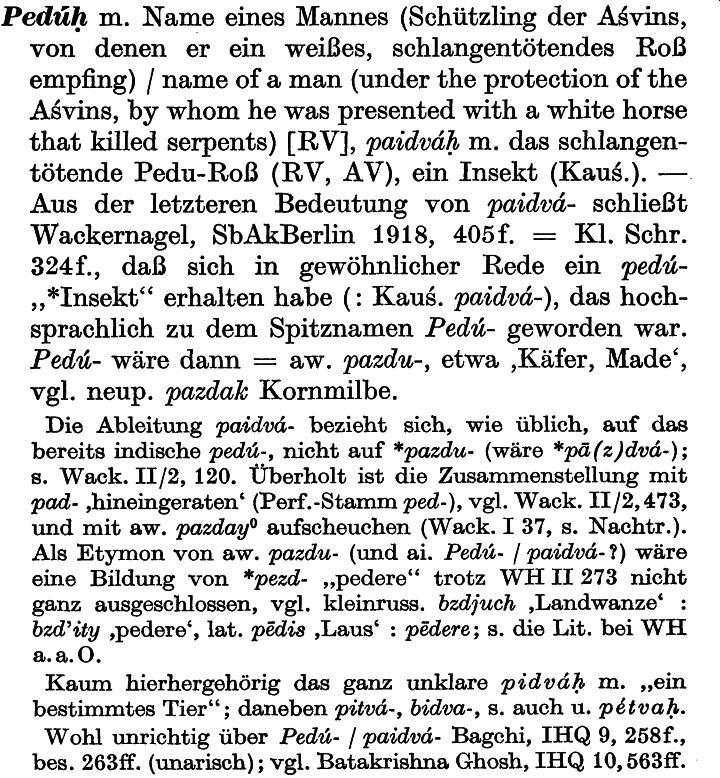 Pedúḥ m. Name eines Mannes (Schützling der Aśvins,
von denen er ein weißes, schlangentötendes Roß
empfing) / name of a man (under the protection of the
Aśvins, by whom he was presented with a white horse
that killed serpents) [RV], paidváḥ m. das schlangen-
tötende Pedu-Roß (RV, AV), ein Insekt (Kauś.). —
Aus der letzteren Bedeutung von paidvá- schließt
Wackernagel, SbAkBerlin 1918, 405f. = Kl. Schr.
324f., daß sich in gewöhnlicher Rede ein pedú-
„*Insekt“ erhalten habe (: Kauś. paidvá-), das hoch-
sprachlich zu dem Spitznamen Pedú- geworden war.
Pedú- wäre dann = aw. pazdu-, etwa ‚Käfer, Made‘,
vgl. neup. pazdak Kornmilbe.
Die Ableitung paidvá- bezieht sich, wie üblich, auf das
bereits indische pedú-, nicht auf *pazdu- (wäre *pā(z)dvá-);
s. Wack. II/2, 120. Überholt ist die Zusammenstellung mit
pad- ‚hineingeraten‘ (Perf.-Stamm ped-), vgl. Wack. II/2,473,
und mit aw. pazday⁰ aufscheuchen (Wack. I 37, s. Nachtr.).
Als Etymon von aw. pazdu- (und ai. Pedú- / paidvá-?) wäre
eine Bildung von *pezd- „pedere“ trotz WH II 273 nicht
ganz ausgeschlossen, vgl. kleinruss. bzdjuch ‚Landwanze‘ :
bzd'ity ‚pedere‘, lat. pēdis ‚Laus‘ : pēdere; s. die Lit. bei WH
a. a. O.
Kaum hierhergehörig das ganz unklare pidváḥ m. „ein
bestimmtes Tier“; daneben pitvá-, bidva-, s. auch u. pétvaḥ.
Wohl unrichtig über Pedú- / paidvá- Bagchi, IHQ 9, 258f.,
bes. 263ff. (unarisch); vgl. Batakrishna Ghosh, IHQ 10,563ff.